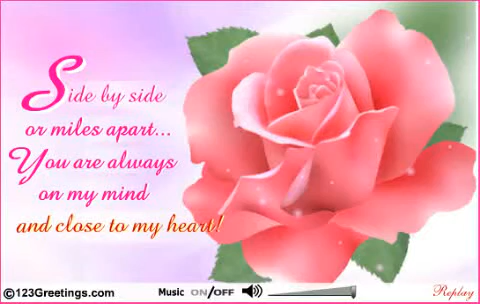 Side by side
or miles apart...
You are always
on my mind
and close to my heart!
©123Greetings.com
Music ON/OFF
Replay